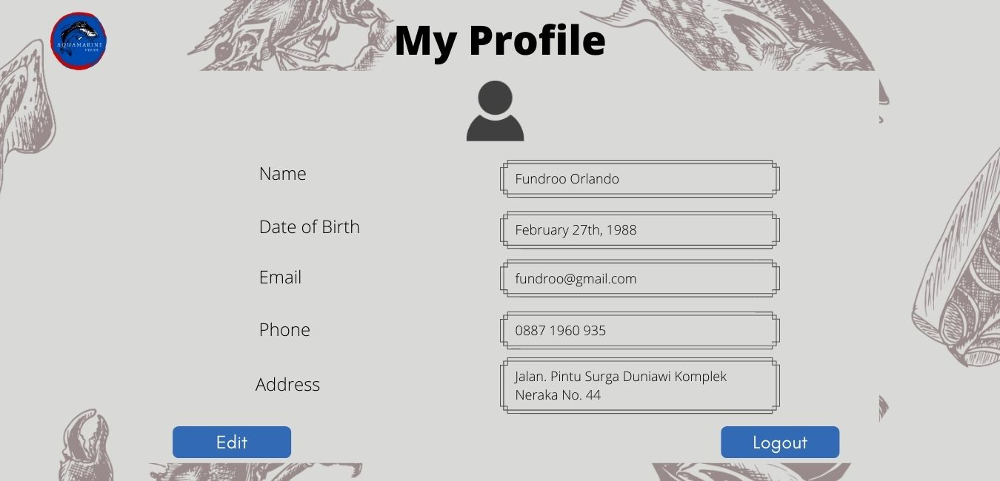 AQUAMARINE
FRESH
My Profile
Name
Fundroo Orlando
Date of Birth
February 27th, 1988
Email
fundroo@gmail.com
Phone
0887 1960 935
Address
Jalan. Pintu Surga Duniawi Komplek
Neraka No. 44
Edit
Logout